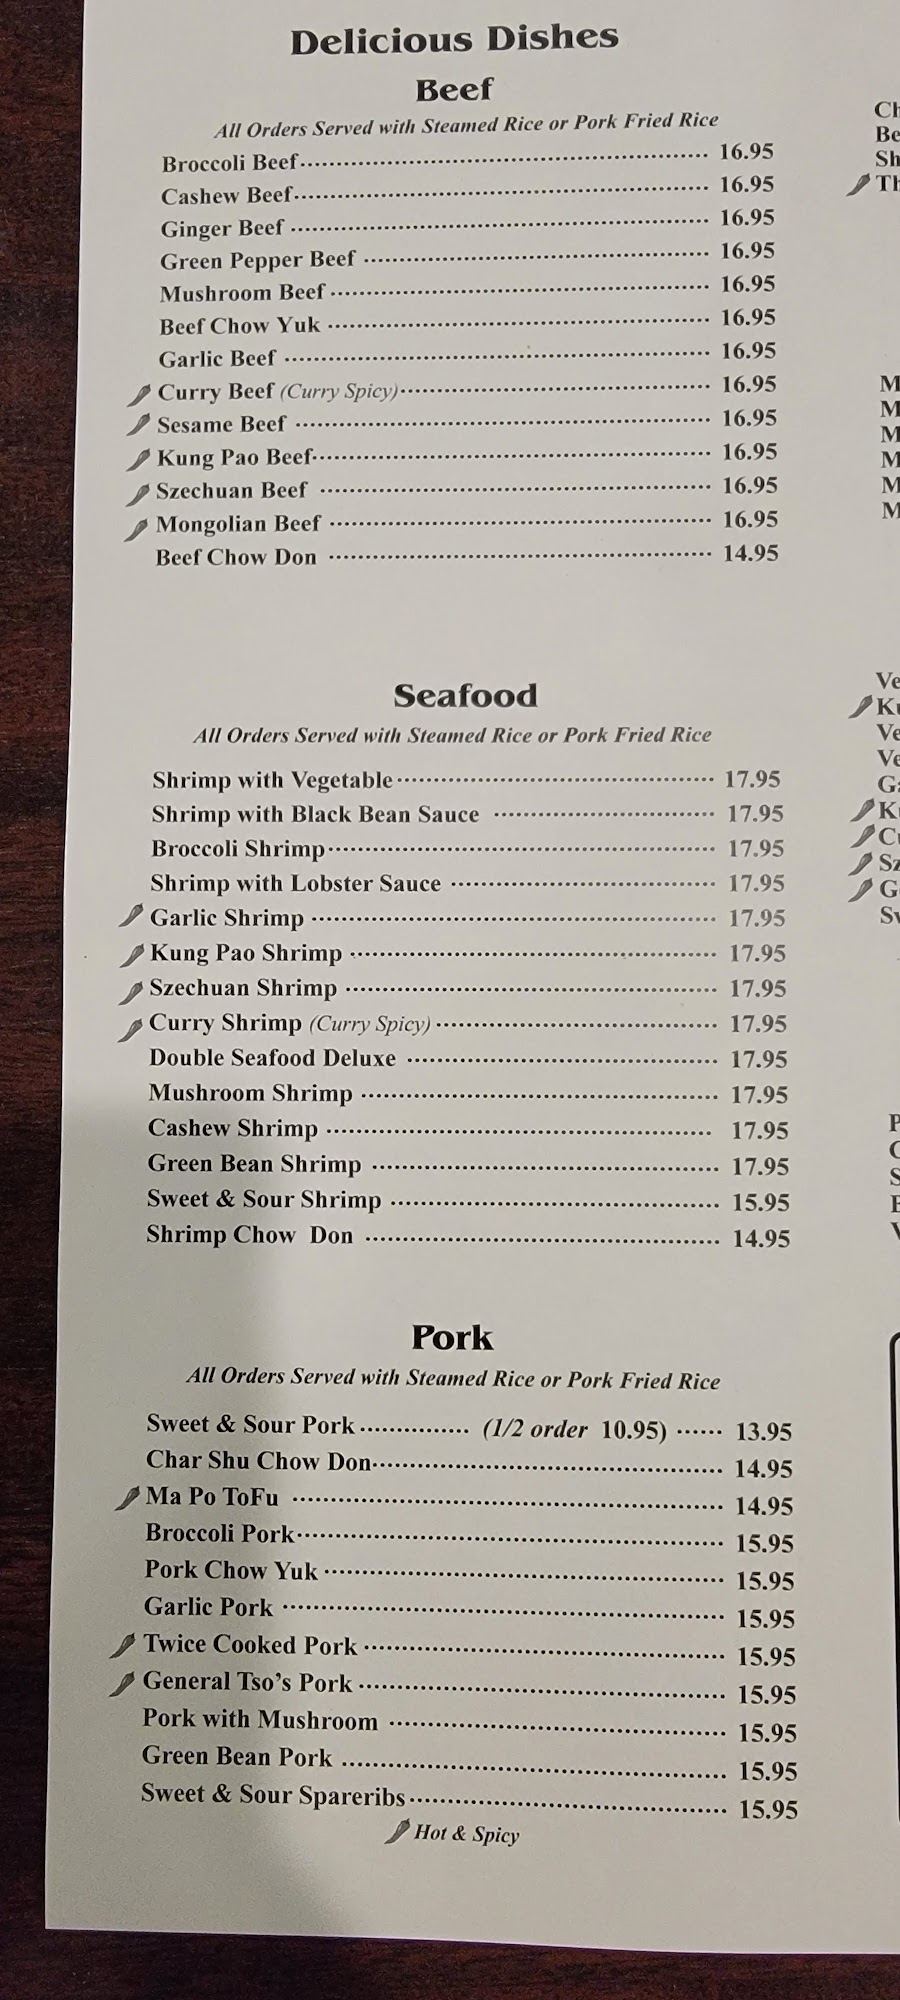 Delicious Dishes
Beef
All Orders Served with Steamed Rice or Pork Fried Rice
Broccoli Beef 16.95
Cashew Beef 16.95
Ginger Beef 16.95
Green Pepper Beef 16.95
Mushroom Beef 16.95
Beef Chow Yuk 16.95
Garlic Beef 16.95
Curry Beef (Curry Spicy) 16.95
Sesame Beef 16.95
Kung Pao Beef 16.95
Szechuan Beef 16.95
Mongolian Beef 16.95
Beef Chow Don 14.95
Seafood
All Orders Served with Steamed Rice or Pork Fried Rice
Shrimp with Vegetable 17.95
Shrimp with Black Bean Sauce 17.95
Broccoli Shrimp 17.95
Shrimp with Lobster Sauce 17.95
Garlic Shrimp 17.95
Kung Pao Shrimp 17.95
Szechuan Shrimp 17.95
Curry Shrimp (Curry Spicy) 17.95
Double Seafood Deluxe 17.95
Mushroom Shrimp 17.95
Cashew Shrimp 17.95
Green Bean Shrimp 17.95
Sweet & Sour Shrimp 15.95
Shrimp Chow Don 14.95
Pork
All Orders Served with Steamed Rice or Pork Fried Rice
Sweet & Sour Pork (1/2 order 10.95) 13.95
Char Shu Chow Don 14.95
Ma Po ToFu 14.95
Broccoli Pork 15.95
Pork Chow Yuk 15.95
Garlic Pork 15.95
Twice Cooked Pork 15.95
General Tso's Pork 15.95
Pork with Mushroom 15.95
Green Bean Pork 15.95
Sweet & Sour Spareribs 15.95
Hot & Spicy